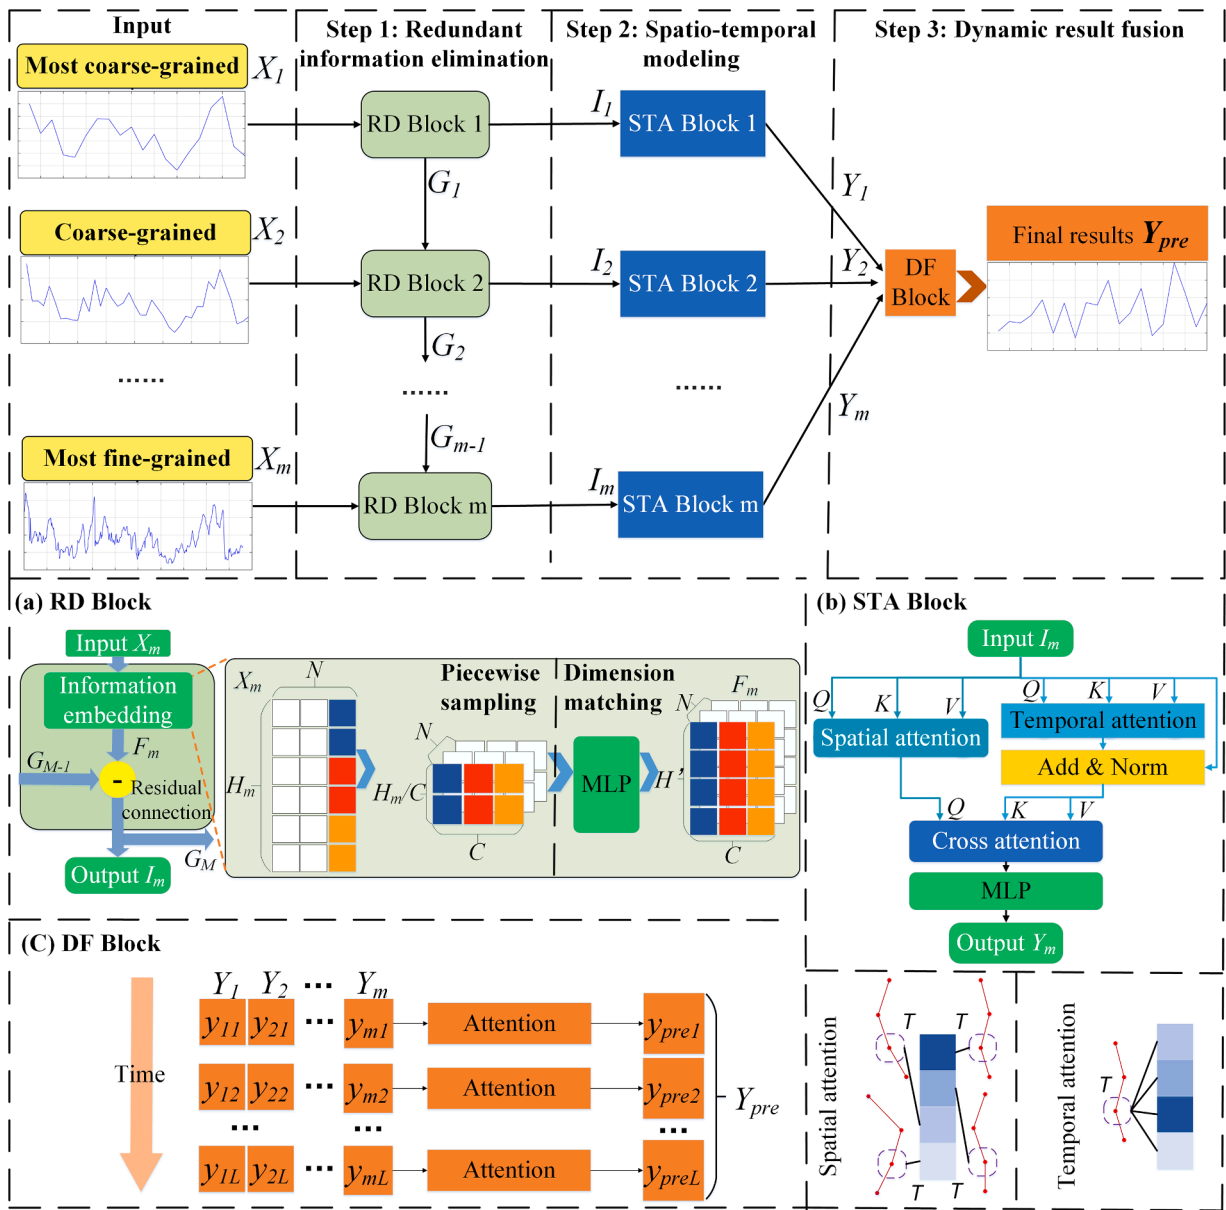 Input
Step 1: Redundant
information elimination
Step 2: Spatio-temporal
modeling
Step 3: Dynamic result fusion
Most coarse-grained
X1
RD Block 1
I1
STA Block 1
G1
Y1
Coarse-grained
X2
RD Block 2
I2
STA Block 2
Y2
DF
Block
Final results Ypre
G2
......
......
......
Ym
Gm-1
Most fine-grained
Xm
RD Block m
Im
STA Block m
(a) RD Block
Input Xm
Information
embedding
Fm
GM-1
-
Residual
connection
GM
Output Im
Xm
N
Hm
Piecewise
sampling
N
Hm/C
C
Dimension
matching
MLP
Fm
N
H'
C
(b) STA Block
Input Im
Q
K
V
Q
K
V
Spatial attention
Temporal attention
Add & Norm
Q
K
V
Cross attention
MLP
Output Ym
(C) DF Block
Time
Y1
Y2
...
Ym
y11
y21
...
ym1
Attention
ypre1
y12
y22
ym2
Attention
ypre2
...
...
...
Ypre
y1L
y2L
...
ymL
Attention
ypreL
Spatial attention
T
T
T
T
Temporal attention
T